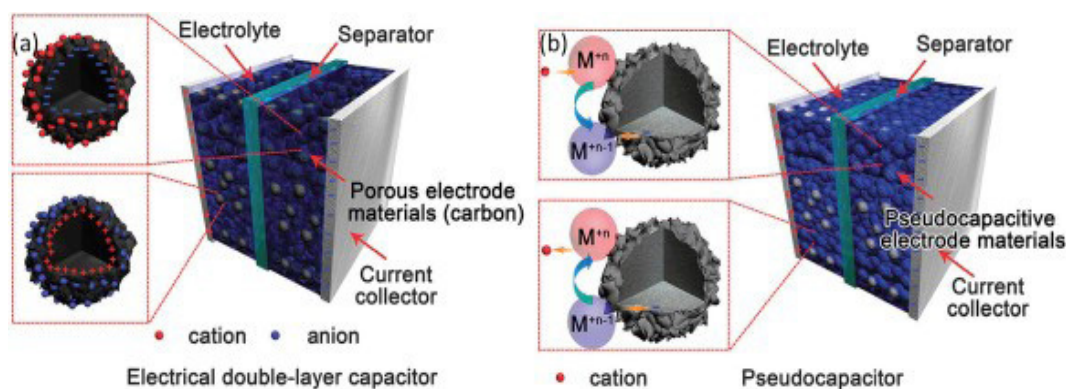 (a)
Electrolyte
Separator
Porous electrode
materials (carbon)
Current
collector
cation
anion
Electrical double-layer capacitor
(b)
M+n
M+n-1
Electrolyte
Separator
M+n
M+n-1
Pseudocapacitive
electrode materials
Current
collector
cation
Pseudocapacitor